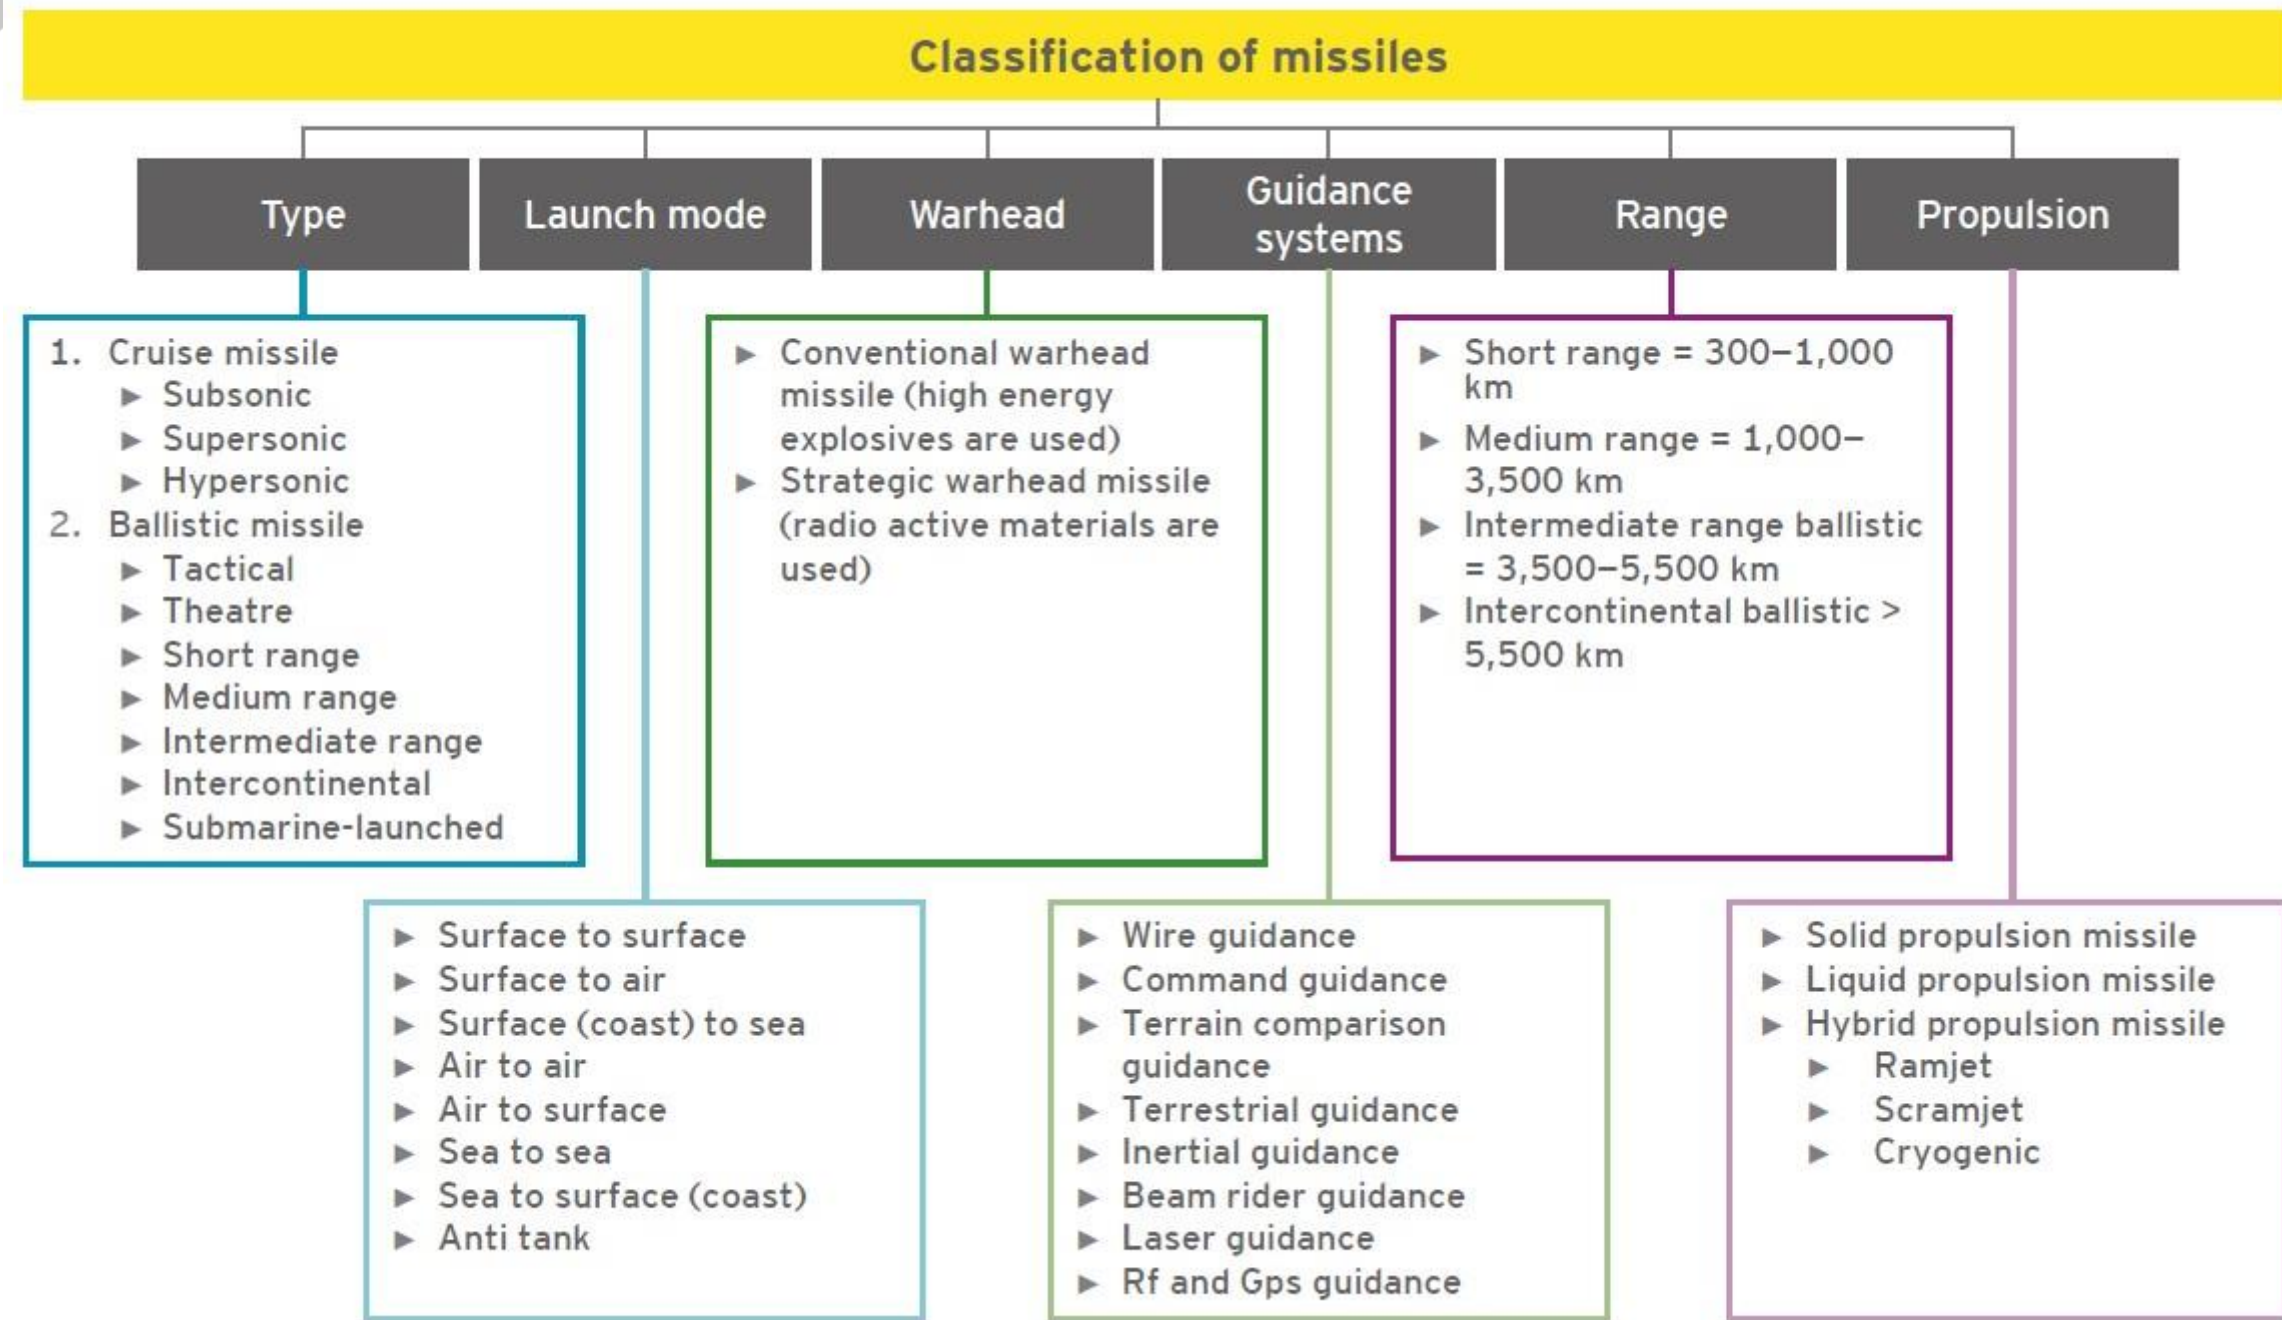 Classification of missiles
Type
Launch mode
Warhead
Guidance
systems
Range
Propulsion
1. Cruise missile
► Subsonic
► Supersonic
► Hypersonic
2. Ballistic missile
► Tactical
► Theatre
► Short range
► Medium range
► Intermediate range
► Intercontinental
► Submarine-launched
► Surface to surface
► Surface to air
► Surface (coast) to sea
► Air to air
► Air to surface
► Sea to sea
► Sea to surface (coast)
► Anti tank
► Conventional warhead
missile (high energy
explosives are used)
► Strategic warhead missile
(radio active materials are
used)
► Wire guidance
► Command guidance
► Terrain comparison
guidance
► Terrestrial guidance
► Inertial guidance
► Beam rider guidance
► Laser guidance
► Rf and Gps guidance
► Short range = 300–1,000
km
► Medium range = 1,000–
3,500 km
► Intermediate range ballistic
= 3,500–5,500 km
► Intercontinental ballistic >
5,500 km
► Solid propulsion missile
► Liquid propulsion missile
► Hybrid propulsion missile
► Ramjet
► Scramjet
► Cryogenic